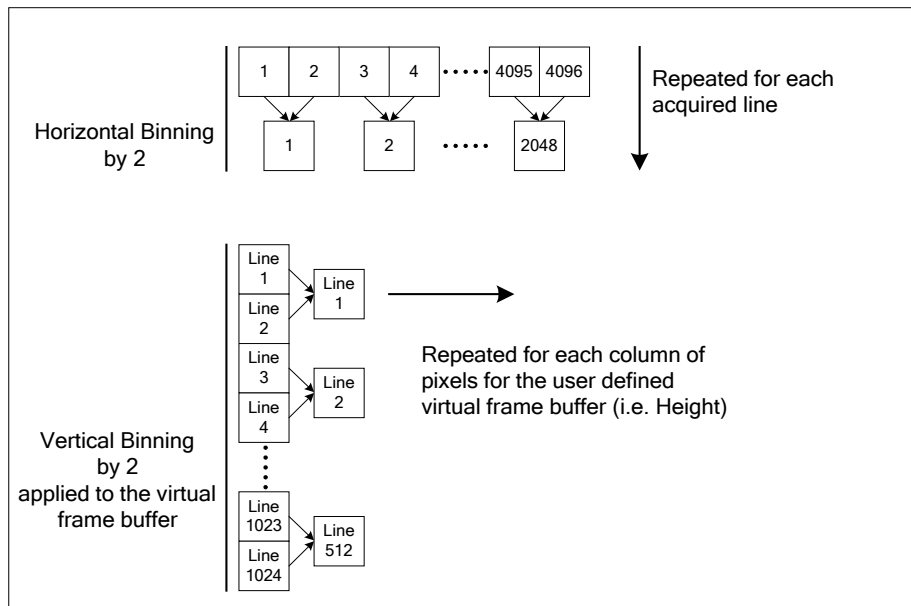 1 2 3 4 4095 4096
Repeated for each
acquired line
Horizontal Binning
by 2
1 2 2048
Line
1
Line
2
Line
1
Repeated for each column of
pixels for the user defined
virtual frame buffer (i.e. Height)
Line
3
Line
4
Line
2
Vertical Binning
by 2
applied to the virtual
frame buffer
Line
1023
Line
1024
Line
512